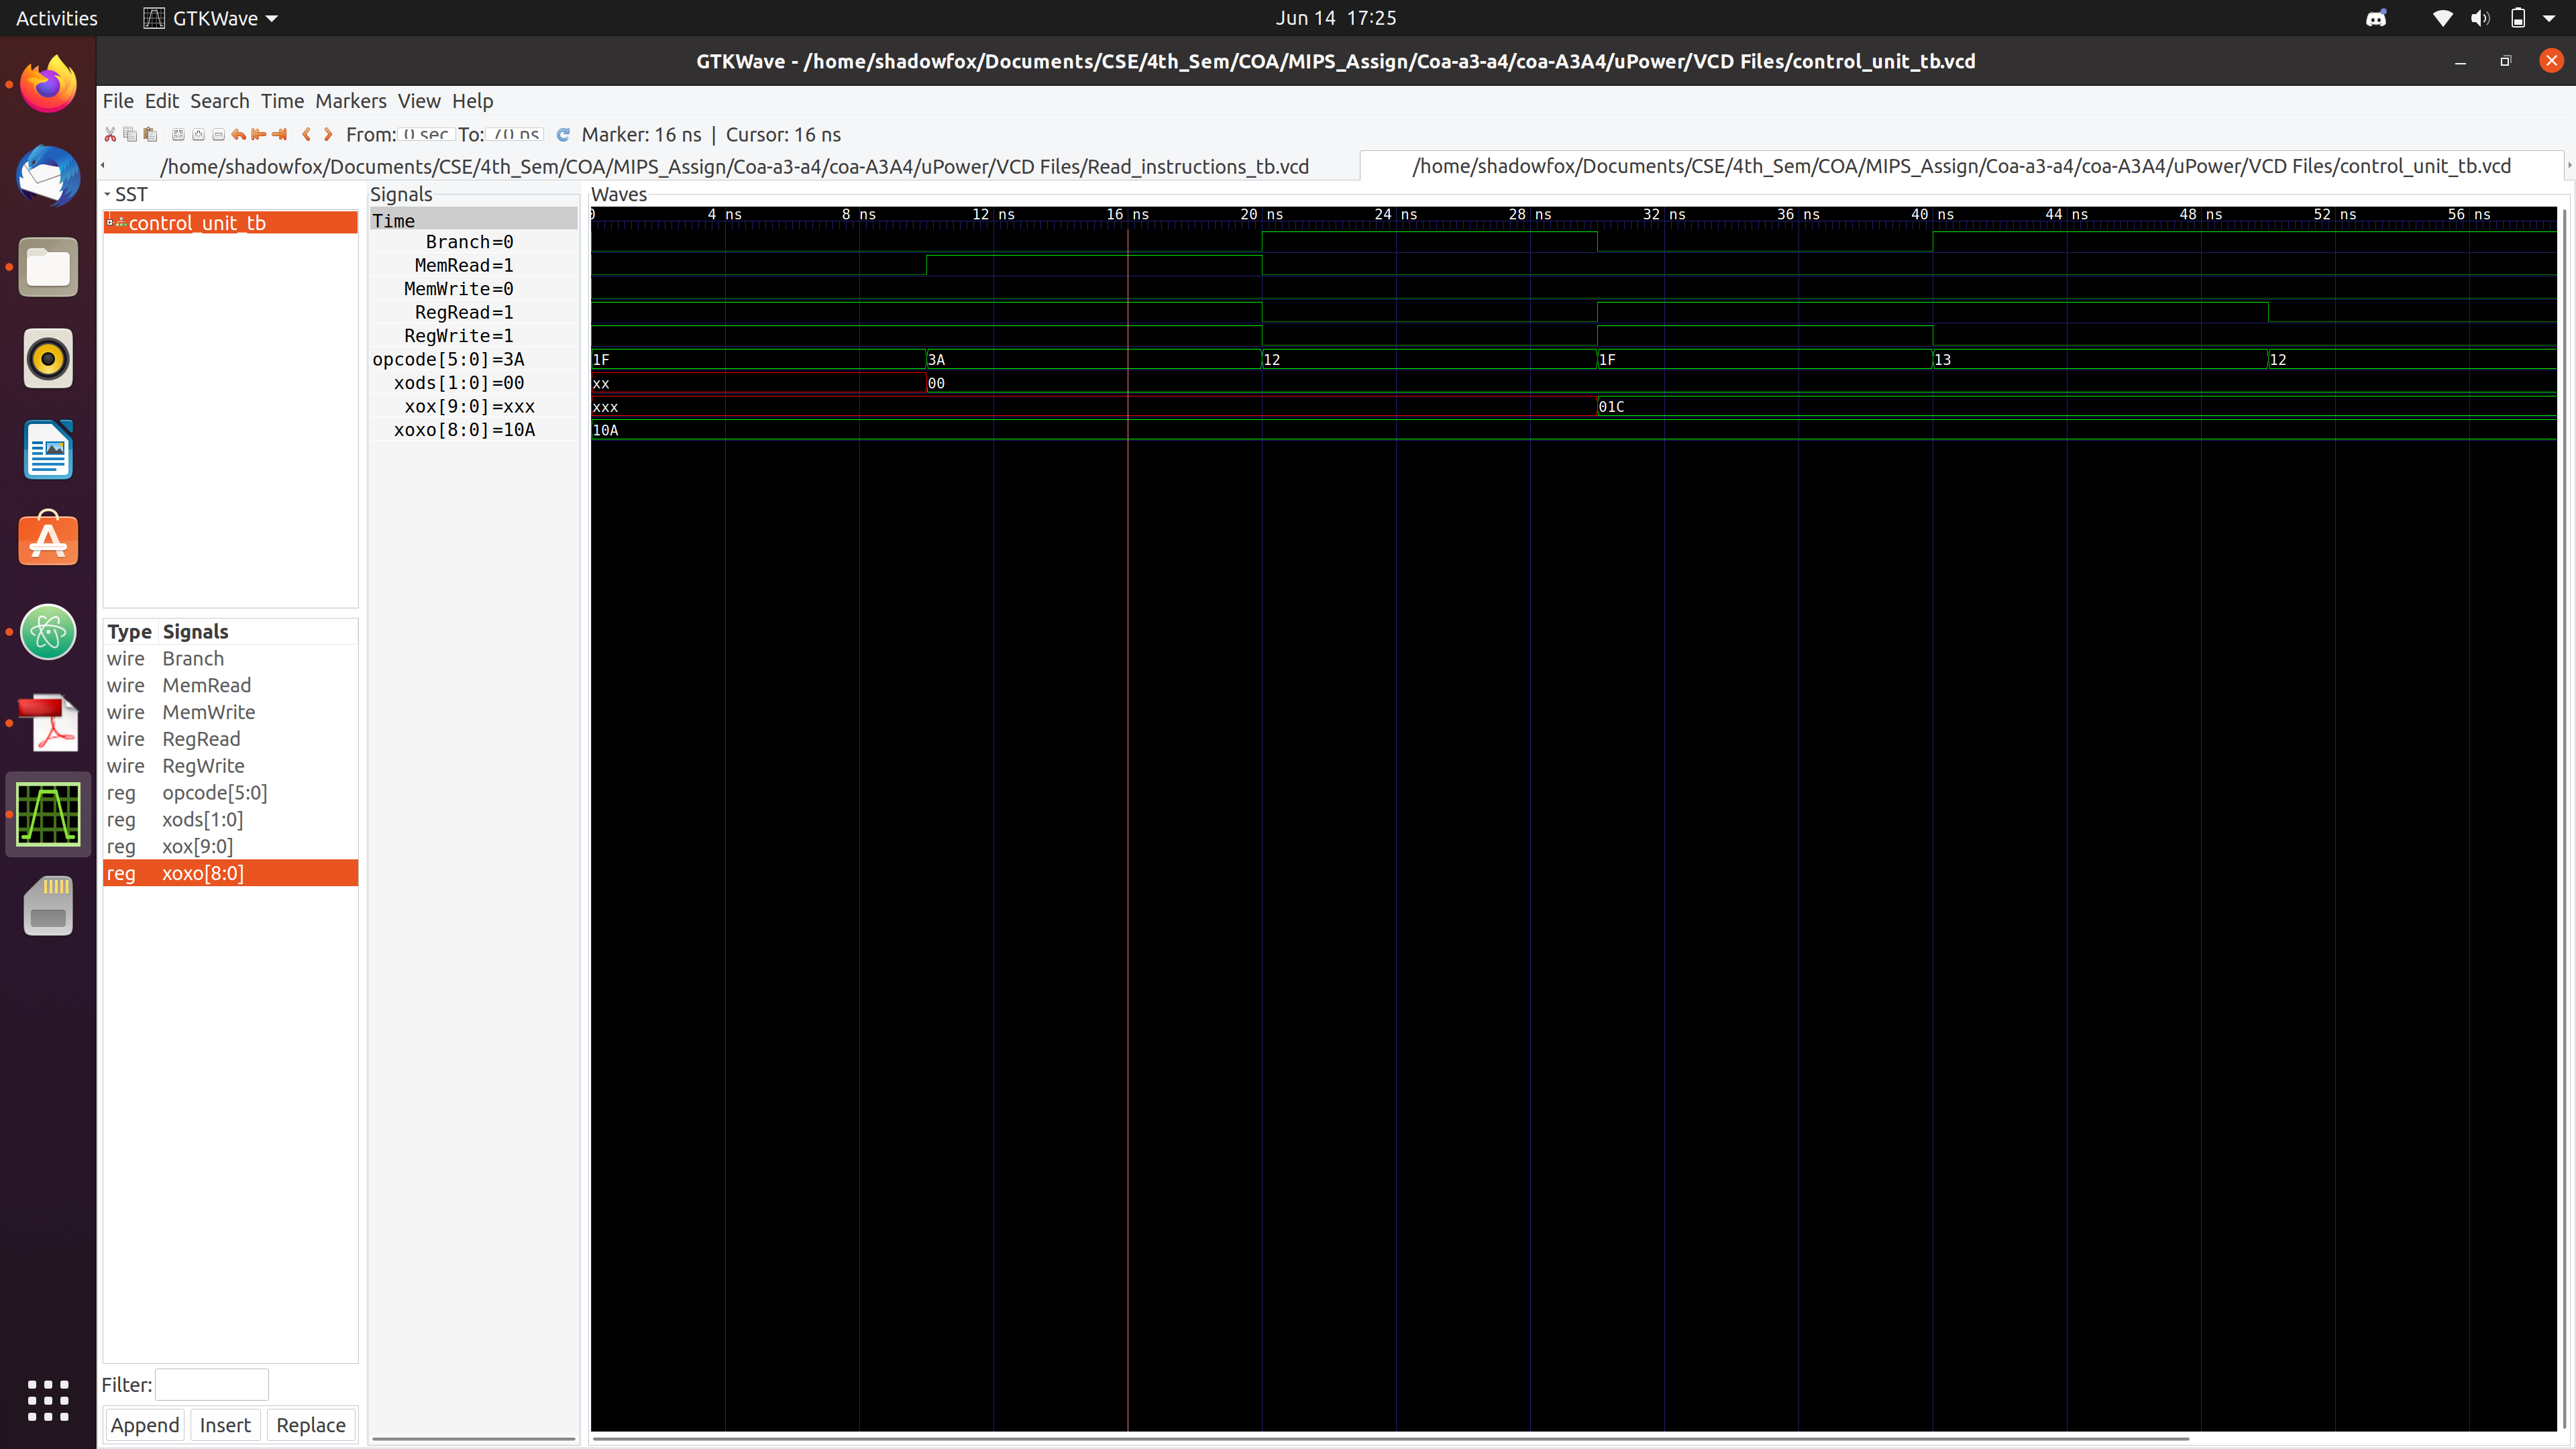 Activities GTKWave Jun 14 17:25
GTKWave - /home/shadowfox/Documents/CSE/4th_Sem/COA/MIPS_Assign/Coa-a3-a4/coa-A3A4/uPower/VCD Files/control_unit_tb.vcd
File Edit Search Time Markers View Help
From: 0 sec To: 70 ns Marker: 16 ns | Cursor: 16 ns
/home/shadowfox/Documents/CSE/4th_Sem/COA/MIPS_Assign/Coa-a3-a4/coa-A3A4/uPower/VCD Files/Read_instructions_tb.vcd /home/shadowfox/Documents/CSE/4th_Sem/COA/MIPS_Assign/Coa-a3-a4/coa-A3A4/uPower/VCD Files/control_unit_tb.vcd
SST
control_unit_tb
Type Signals
wire Branch
wire MemRead
wire MemWrite
wire RegRead
wire RegWrite
reg opcode[5:0]
reg xods[1:0]
reg xox[9:0]
reg xoxo[8:0]
Filter:
Append Insert Replace
Signals
Time
Branch=0
MemRead=1
MemWrite=0
RegRead=1
RegWrite=1
opcode[5:0]=3A
xods[1:0]=00
xox[9:0]=xxx
xoxo[8:0]=10A
Waves
0 4 ns 8 ns 12 ns 16 ns 20 ns 24 ns 28 ns 32 ns 36 ns 40 ns 44 ns 48 ns 52 ns 56 ns
1F 3A 12 1F 13 12
xx 00
xxx 01C
10A